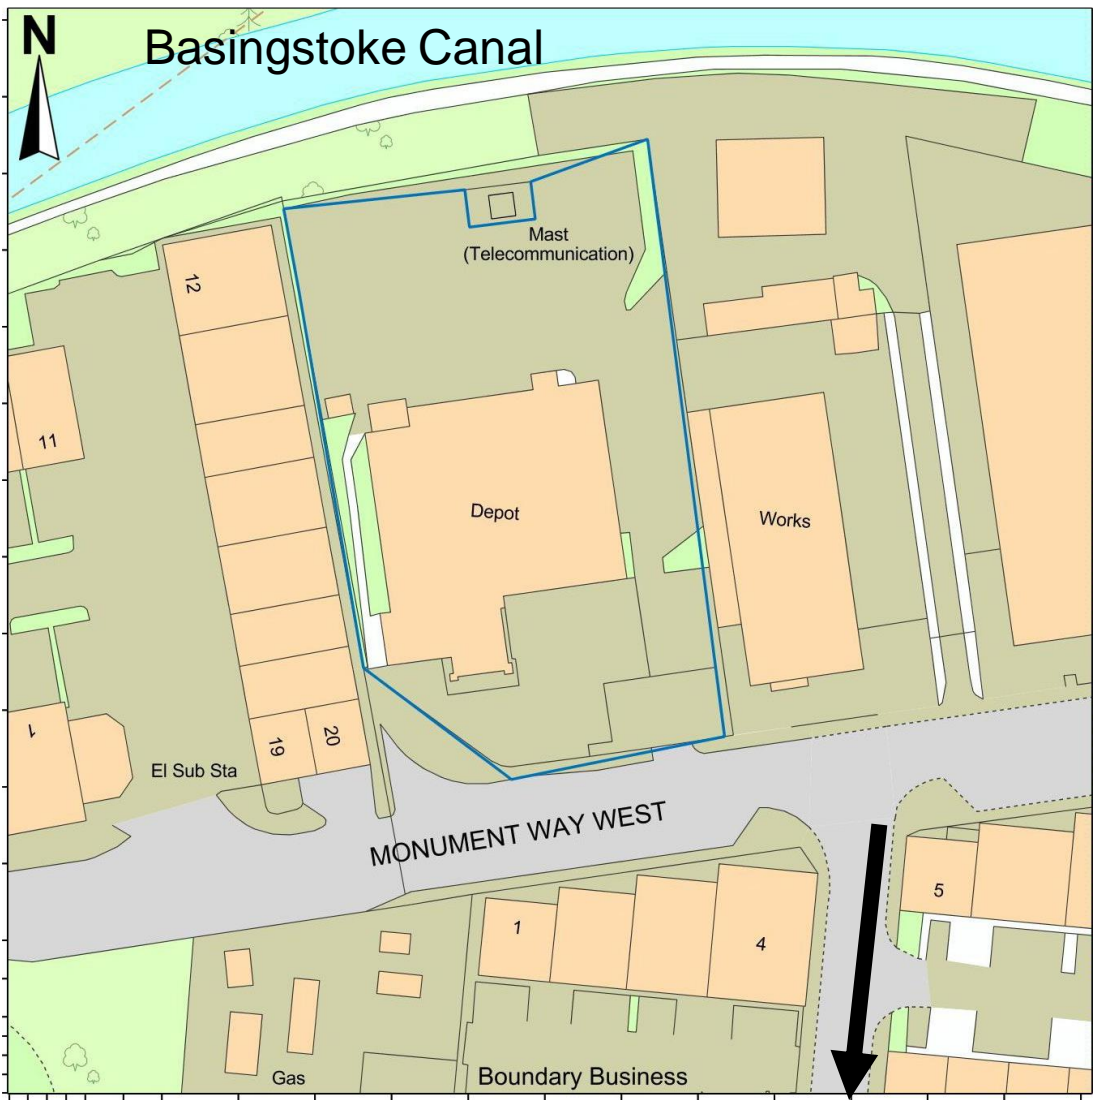 N
Basingstoke Canal
Mast
(Telecommunication)
12
11
Depot
Works
1
19
20
El Sub Sta
MONUMENT WAY WEST
1
4
5
Gas
Boundary Business